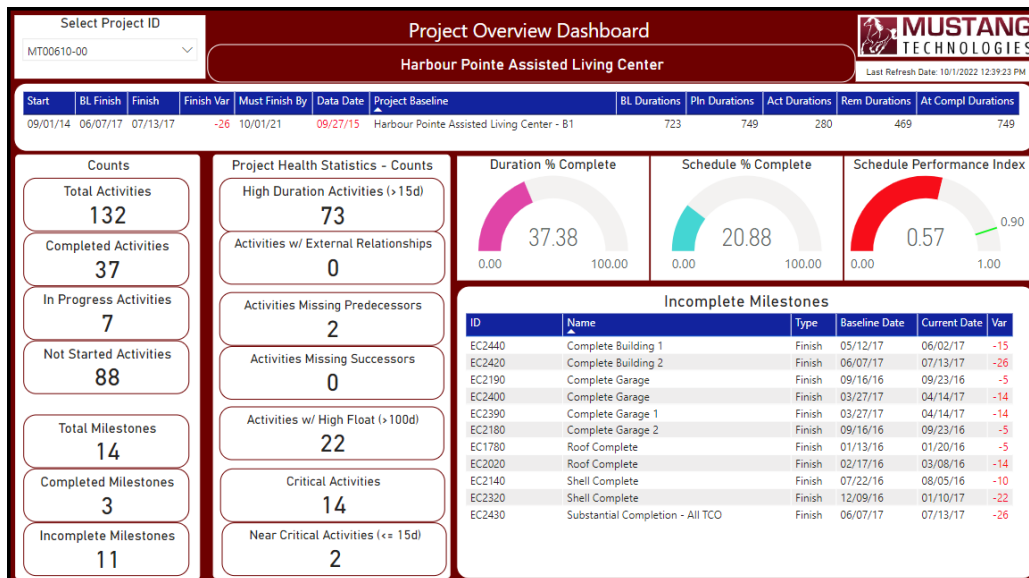 Select Project ID
MT00610-00
Project Overview Dashboard
Harbour Pointe Assisted Living Center
MUSTANG
TECHNOLOGIES
Last Refresh Date: 10/1/2022 12:39:23 PM
Start BL Finish Finish Finish Var Must Finish By Data Date Project Baseline BL Durations Pln Durations Act Durations Rem Durations At Compl Durations
09/01/14 06/07/17 07/13/17 -26 10/01/21 09/27/15 Harbour Pointe Assisted Living Center - B1 723 749 280 469 749
Counts
Total Activities
132
Completed Activities
37
In Progress Activities
7
Not Started Activities
88
Total Milestones
14
Completed Milestones
3
Incomplete Milestones
11
Project Health Statistics - Counts
High Duration Activities (>15d)
73
Activities w/ External Relationships
0
Activities Missing Predecessors
2
Activities Missing Successors
0
Activities w/ High Float (>100d)
22
Critical Activities
14
Near Critical Activities (<= 15d)
2
Duration % Complete
37.38
0.00 100.00
Schedule % Complete
20.88
0.00 100.00
Schedule Performance Index
0.90
0.57
0.00 1.00
Incomplete Milestones
ID Name Type Baseline Date Current Date Var
EC2440 Complete Building 1 Finish 05/12/17 06/02/17 -15
EC2420 Complete Building 2 Finish 06/07/17 07/13/17 -26
EC2190 Complete Garage Finish 09/16/16 09/23/16 -5
EC2400 Complete Garage Finish 03/27/17 04/14/17 -14
EC2390 Complete Garage 1 Finish 03/27/17 04/14/17 -14
EC2180 Complete Garage 2 Finish 09/16/16 09/23/16 -5
EC1780 Roof Complete Finish 01/13/16 01/20/16 -5
EC2020 Roof Complete Finish 02/17/16 03/08/16 -14
EC2140 Shell Complete Finish 07/22/16 08/05/16 -10
EC2320 Shell Complete Finish 12/09/16 01/10/17 -22
EC2430 Substantial Completion - All TCO Finish 06/07/17 07/13/17 -26